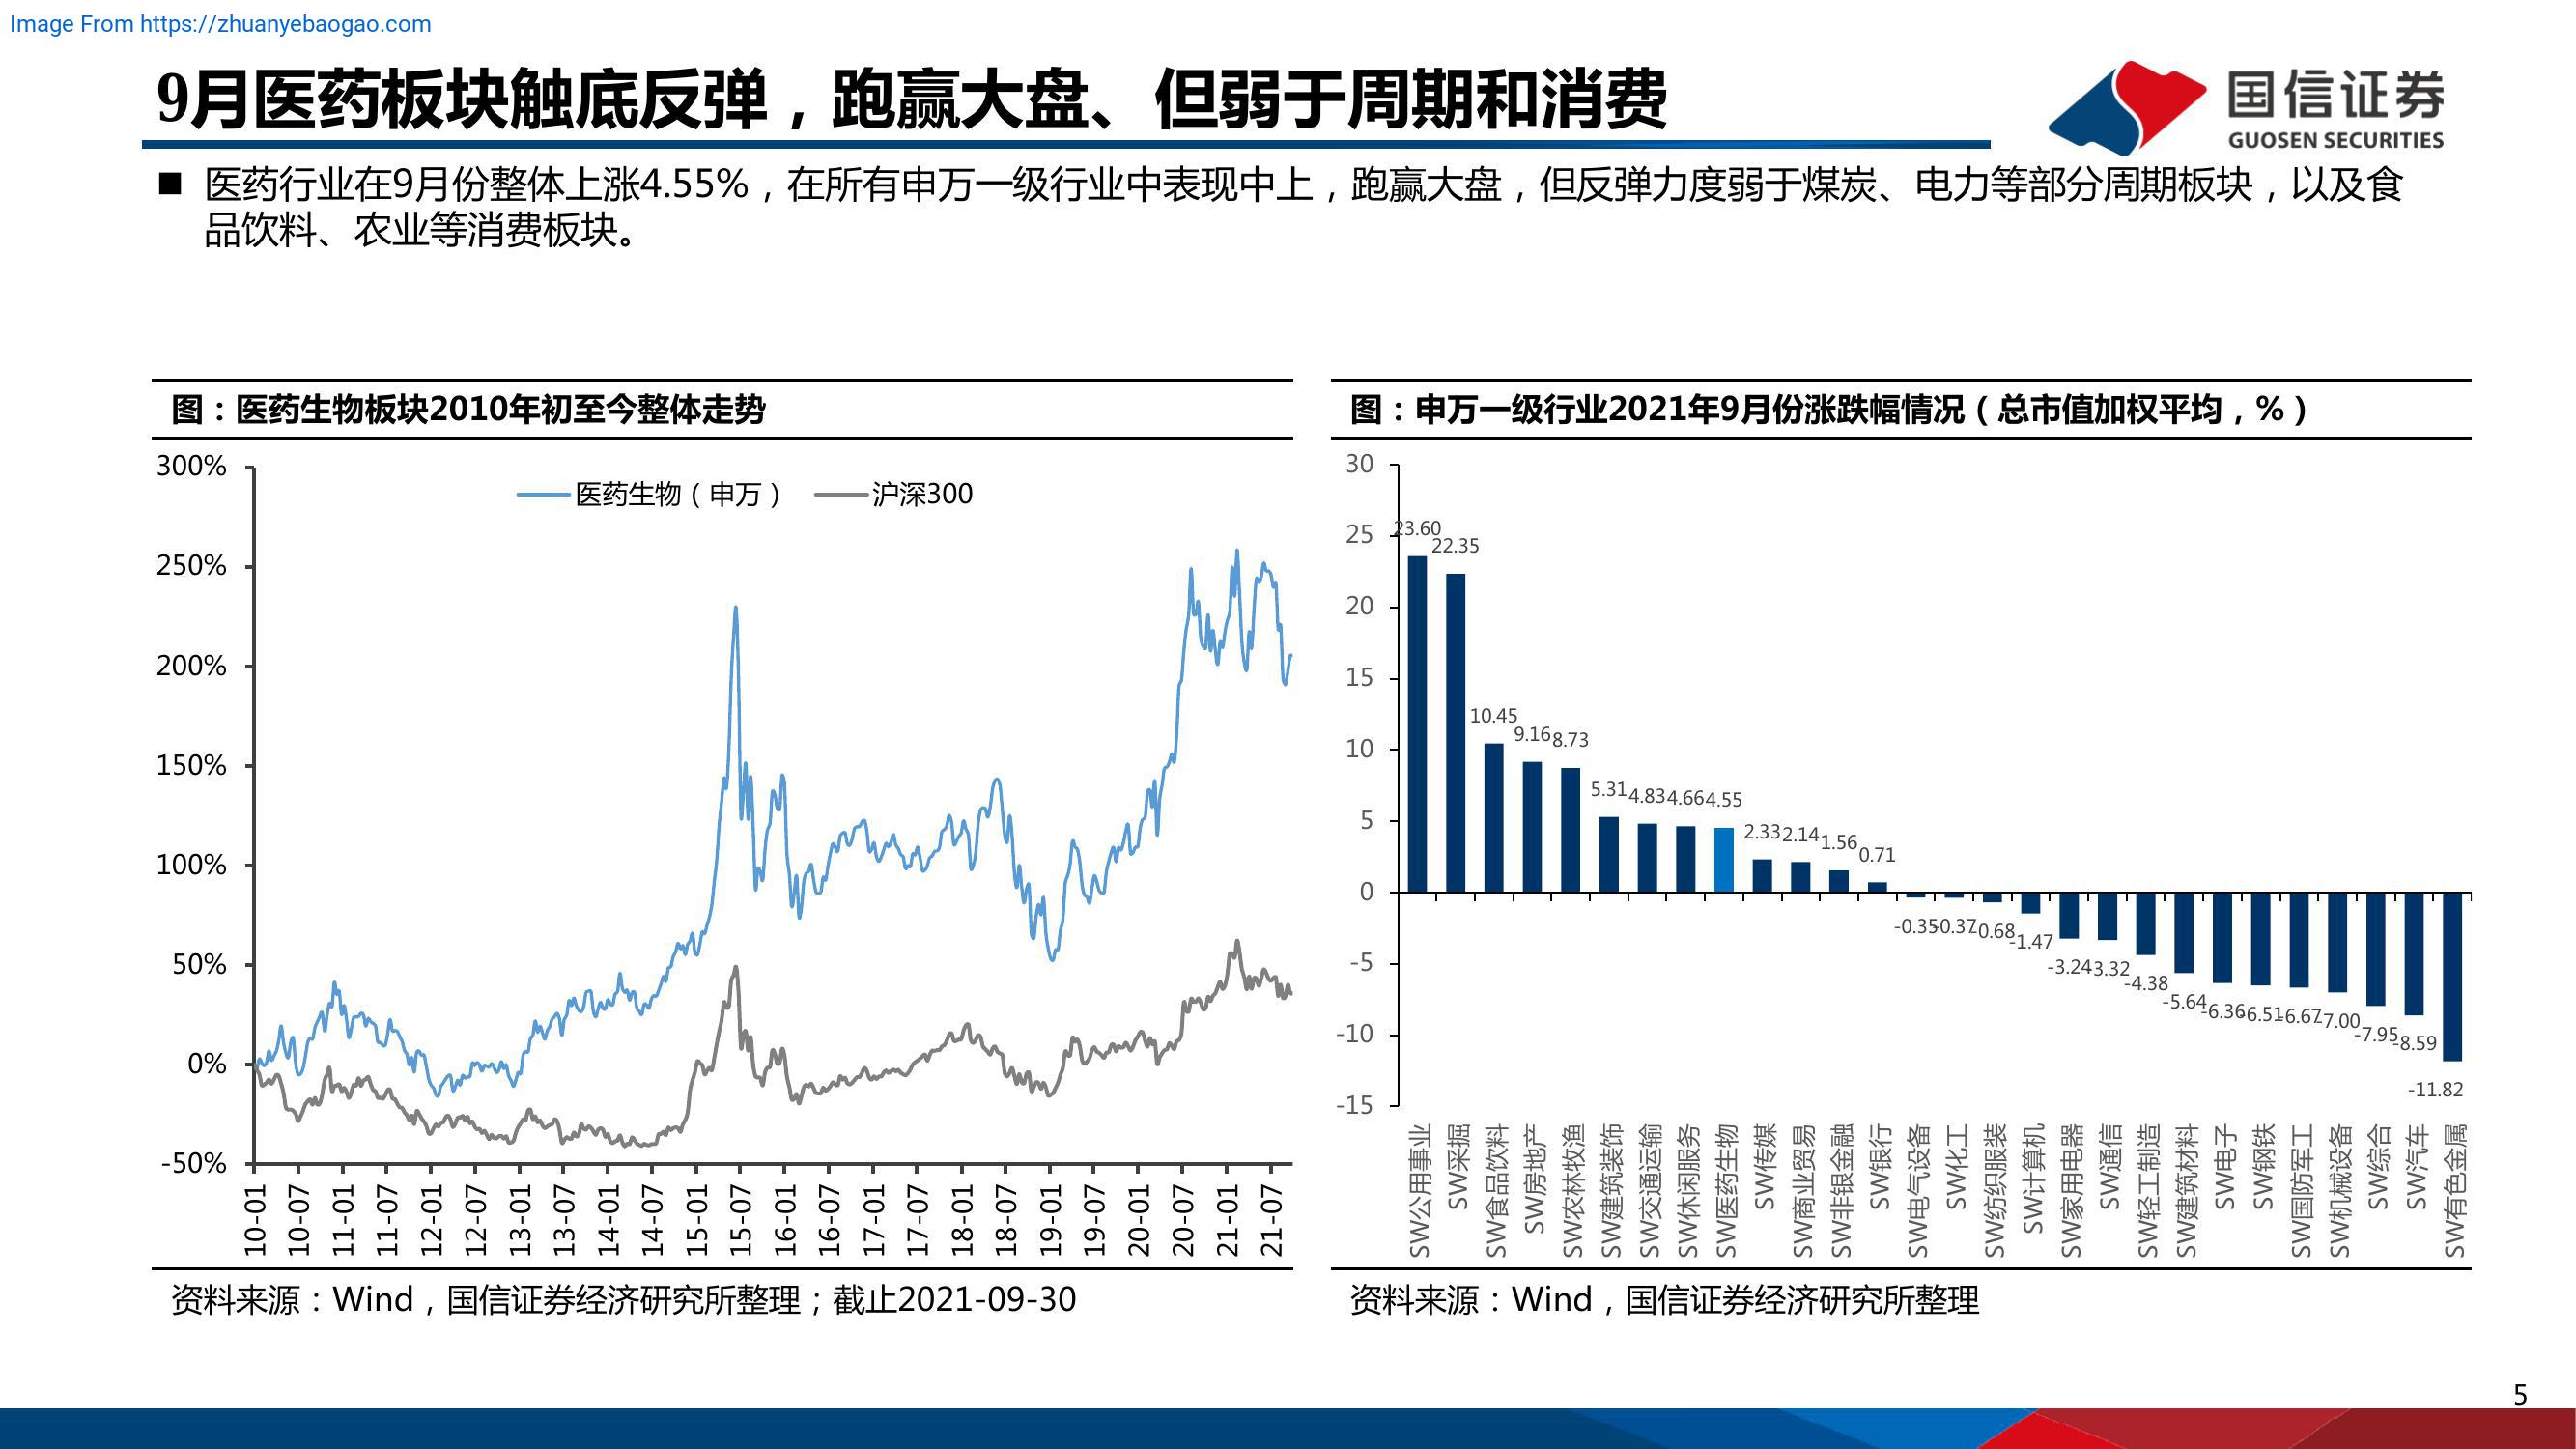 Image From https://zhuanyebaogao.com
9月医药板块触底反弹，跑赢大盘、但弱于周期和消费
国信证券
GUOSEN SECURITIES
■ 医药行业在9月份整体上涨4.55%，在所有申万一级行业中表现中上，跑赢大盘，但反弹力度弱于煤炭、电力等部分周期板块，以及食
品饮料、农业等消费板块。
图：医药生物板块2010年初至今整体走势
300%
250%
200%
150%
100%
50%
0%
-50%
医药生物（申万）
沪深300
10-01
10-07
11-01
11-07
12-01
12-07
13-01
13-07
14-01
14-07
15-01
15-07
16-01
16-07
17-01
17-07
18-01
18-07
19-01
19-07
20-01
20-07
21-01
21-07
资料来源：Wind，国信证券经济研究所整理；截止2021-09-30
图：申万一级行业2021年9月份涨跌幅情况（总市值加权平均，%）
30
25
20
15
10
5
0
-5
-10
-15
23.60
22.35
10.45
9.16
8.73
5.31
4.83
4.66
4.55
2.33
2.14
1.56
0.71
-0.35
-0.37
-0.68
-1.47
-3.24
-3.32
-4.38
-5.64
-6.36
-6.51
-6.67
-7.00
-7.95
-8.59
-11.82
SW公用事业
SW采掘
SW食品饮料
SW房地产
SW农林牧渔
SW建筑装饰
SW交通运输
SW休闲服务
SW医药生物
SW传媒
SW商业贸易
SW非银金融
SW银行
SW电气设备
SW化工
SW纺织服装
SW计算机
SW家用电器
SW通信
SW轻工制造
SW建筑材料
SW电子
SW钢铁
SW国防军工
SW机械设备
SW综合
SW汽车
SW有色金属
资料来源：Wind，国信证券经济研究所整理
5